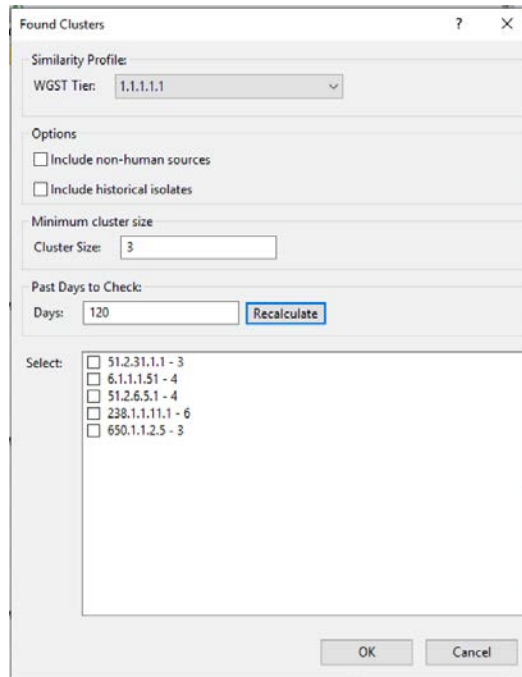 Found Clusters
Similarity Profile:
WGST Tier: 1.1.1.1.1
Options
Include non-human sources
Include historical isolates
Minimum cluster size
Cluster Size: 3
Past Days to Check:
Days: 120 Recalculate
Select: 51.2.31.1.1 - 3
6.1.1.1.51 - 4
51.2.6.5.1 - 4
238.1.1.11.1 - 6
650.1.1.2.5 - 3
OK Cancel